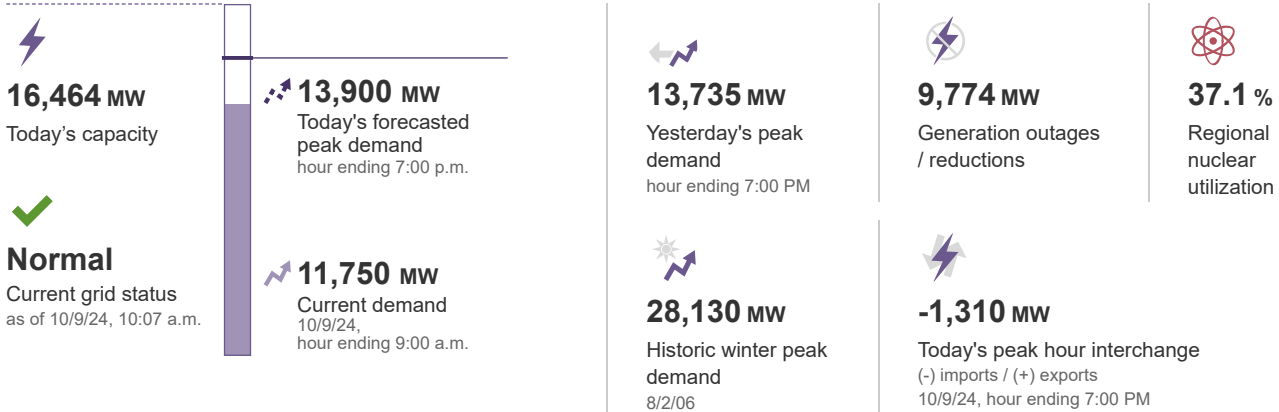 16,464 MW
Today's capacity
Normal
Current grid status
as of 10/9/24, 10:07 a.m.
13,900 MW
Today's forecasted
peak demand
hour ending 7:00 p.m.
11,750 MW
Current demand
10/9/24,
hour ending 9:00 a.m.
13,735 MW
Yesterday's peak
demand
hour ending 7:00 PM
9,774 MW
Generation outages
/ reductions
37.1 %
Regional
nuclear
utilization
28,130 MW
Historic winter peak
demand
8/2/06
-1,310 MW
Today's peak hour interchange
(-) imports / (+) exports
10/9/24, hour ending 7:00 PM